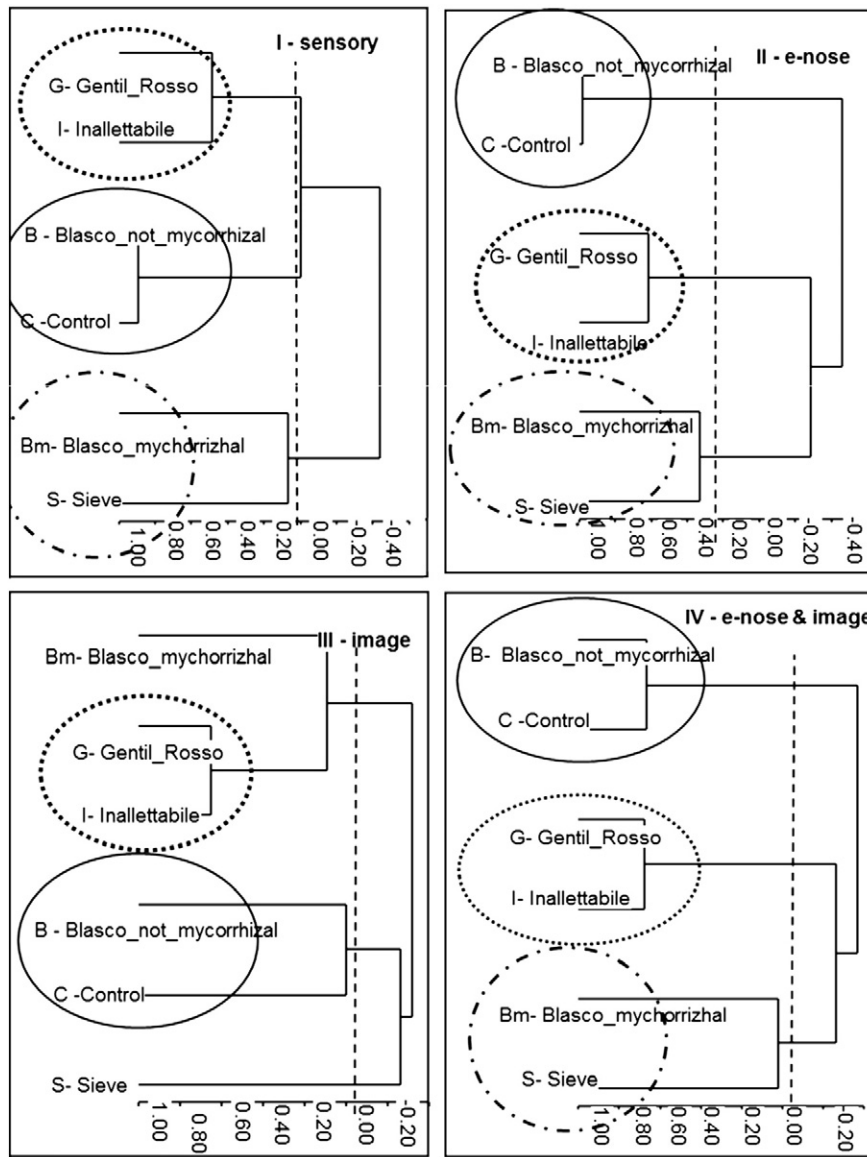 I - sensory
G- Gentil_Rosso
I- Inallettabile
B - Blasco_not_mycorrhizal
C -Control
Bm- Blasco_mychorrizhal
S- Sieve
1.00 0.80 0.60 0.40 0.20 0.00 -0.20 -0.40
II - e-nose
B - Blasco_not_mycorrhizal
C -Control
G- Gentil_Rosso
I- Inallettabile
Bm- Blasco_mychorrizhal
S- Sieve
1.00 0.80 0.60 0.40 0.20 0.00 -0.20 -0.40
III - image
Bm- Blasco_mychorrizhal
G- Gentil_Rosso
I- Inallettabile
B - Blasco_not_mycorrhizal
C -Control
S- Sieve
1.00 0.80 0.60 0.40 0.20 0.00 -0.20
IV - e-nose & image
B- Blasco_not_mycorrhizal
C -Control
G- Gentil_Rosso
I- Inallettabile
Bm- Blasco_mychorrizhal
S- Sieve
1.00 0.80 0.60 0.40 0.20 0.00 -0.20